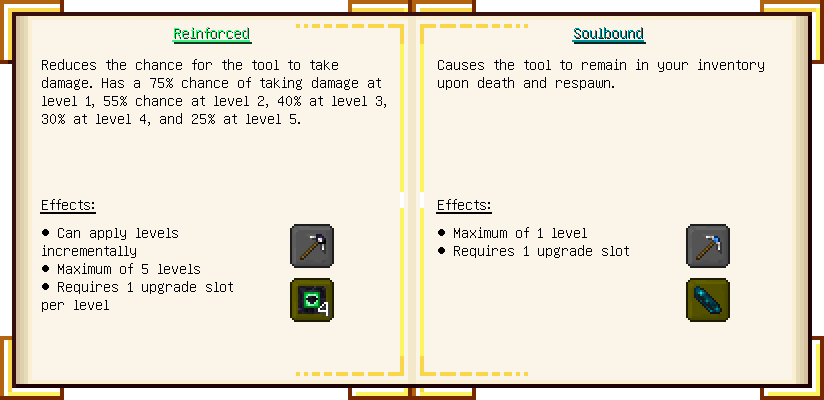 Reinforced
Reduces the chance for the tool to take
damage. Has a 75% chance of taking damage at
level 1, 55% chance at level 2, 40% at level 3,
30% at level 4, and 25% at level 5.
Effects:
● Can apply levels
incrementally
● Maximum of 5 levels
● Requires 1 upgrade slot
per level
4
Soulbound
Causes the tool to remain in your inventory
upon death and respawn.
Effects:
● Maximum of 1 level
● Requires 1 upgrade slot